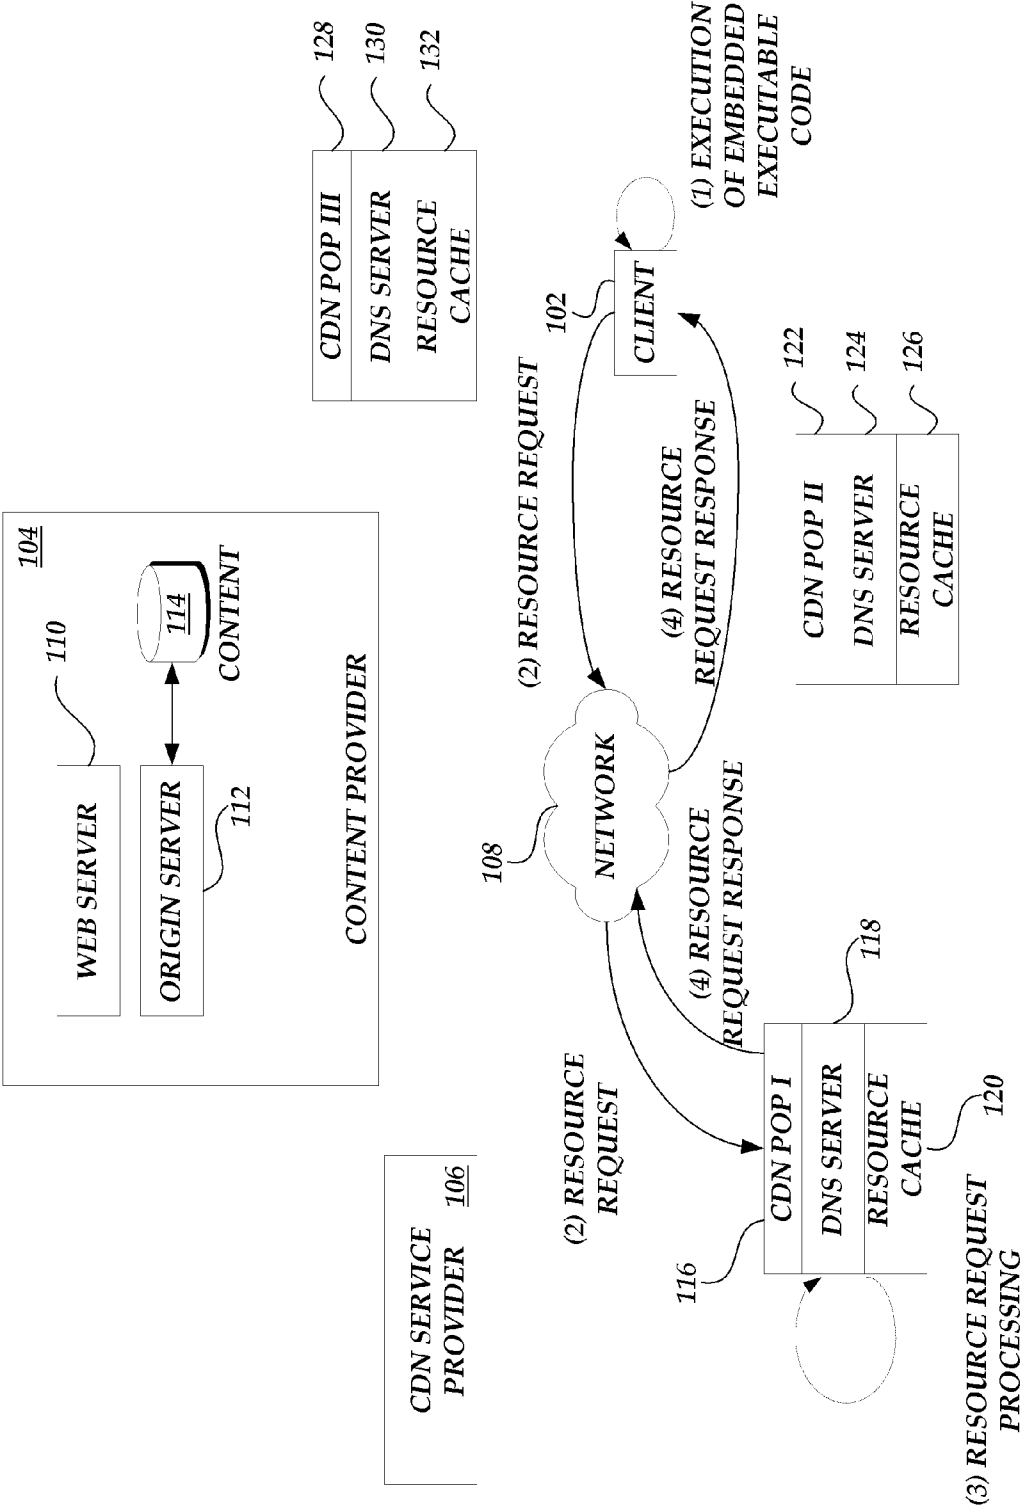 104
110
WEB SERVER
ORIGIN SERVER
112
114
CONTENT
CONTENT PROVIDER
CDN SERVICE
PROVIDER
106
128
130
132
CDN POP III
DNS SERVER
RESOURCE
CACHE
(2) RESOURCE
REQUEST
108
NETWORK
(2) RESOURCE REQUEST
102
CLIENT
(1) EXECUTION
OF EMBEDDED
EXECUTABLE
CODE
(4) RESOURCE
REQUEST RESPONSE
(4) RESOURCE
REQUEST RESPONSE
116
CDN POP I
DNS SERVER
RESOURCE
CACHE
118
120
(3) RESOURCE REQUEST
PROCESSING
122
124
126
CDN POP II
DNS SERVER
RESOURCE
CACHE